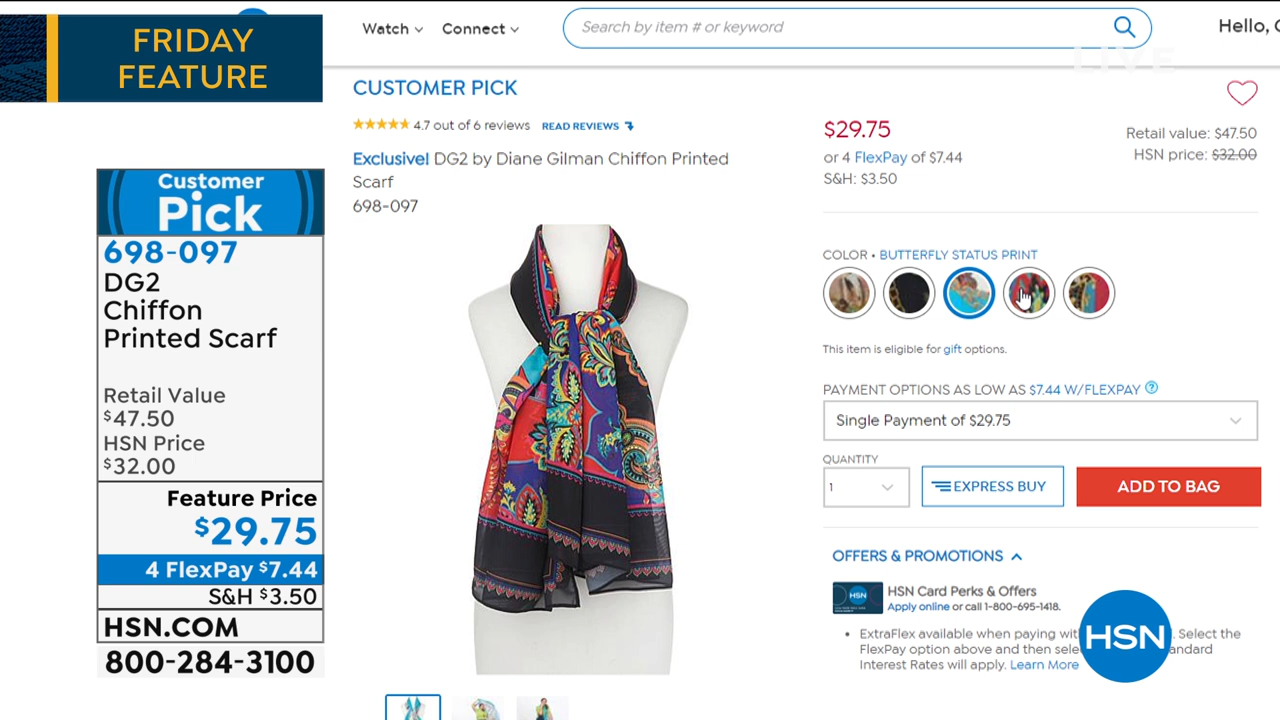 FRIDAY
FEATURE
Watch
Connect
Search by item # or keyword
Hello,
LIVE
CUSTOMER PICK
4.7 out of 6 reviews READ REVIEWS
Exclusive! DG2 by Diane Gilman Chiffon Printed
Scarf
698-097
$29.75
or 4 FlexPay of $7.44
S&H: $3.50
Retail value: $47.50
HSN price: $32.00
COLOR • BUTTERFLY STATUS PRINT
This item is eligible for gift options.
PAYMENT OPTIONS AS LOW AS $7.44 W/FLEXPAY ?
Single Payment of $29.75
QUANTITY
1
EXPRESS BUY
ADD TO BAG
OFFERS & PROMOTIONS
HSN
HSN Card Perks & Offers
Apply online or call 1-800-695-1418.
• ExtraFlex available when paying Select the
FlexPay option above and then
Interest Rates will apply. Learn More
HSN
Customer
Pick
698-097
DG2
Chiffon
Printed Scarf
Retail Value
$47.50
HSN Price
$32.00
Feature Price
$29.75
4 FlexPay $7.44
S&H $3.50
HSN.COM
800-284-3100